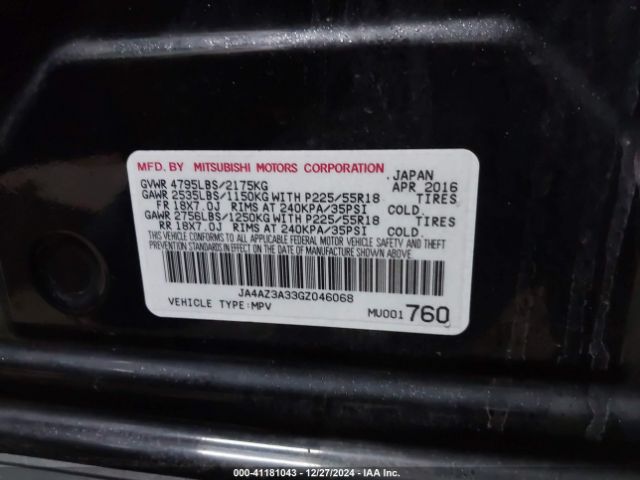 MFD. BY MITSUBISHI MOTORS CORPORATION JAPAN
GVWR 4795LBS/2175KG APR 2016
GAWR 2535LBS/1150KG WITH P225/55R18 TIRES
FR 18X7.0J RIMS AT 240KPA/35PSI COLD.
GAWR 2756LBS/1250KG WITH P225/55R18 TIRES
RR 18X7.0J RIMS AT 240KPA/35PSI COLD.
THIS VEHICLE CONFORMS TO ALL APPLICABLE FEDERAL MOTOR VEHICLE SAFETY AND THEFT
PREVENTION STANDARDS IN EFFECT ON THE DATE OF MANUFACTURE SHOWN ABOVE.
JA4AZ3A33GZ046068
VEHICLE TYPE:MPV MU001 760
000-41181043 — 12/27/2024 — IAA Inc.